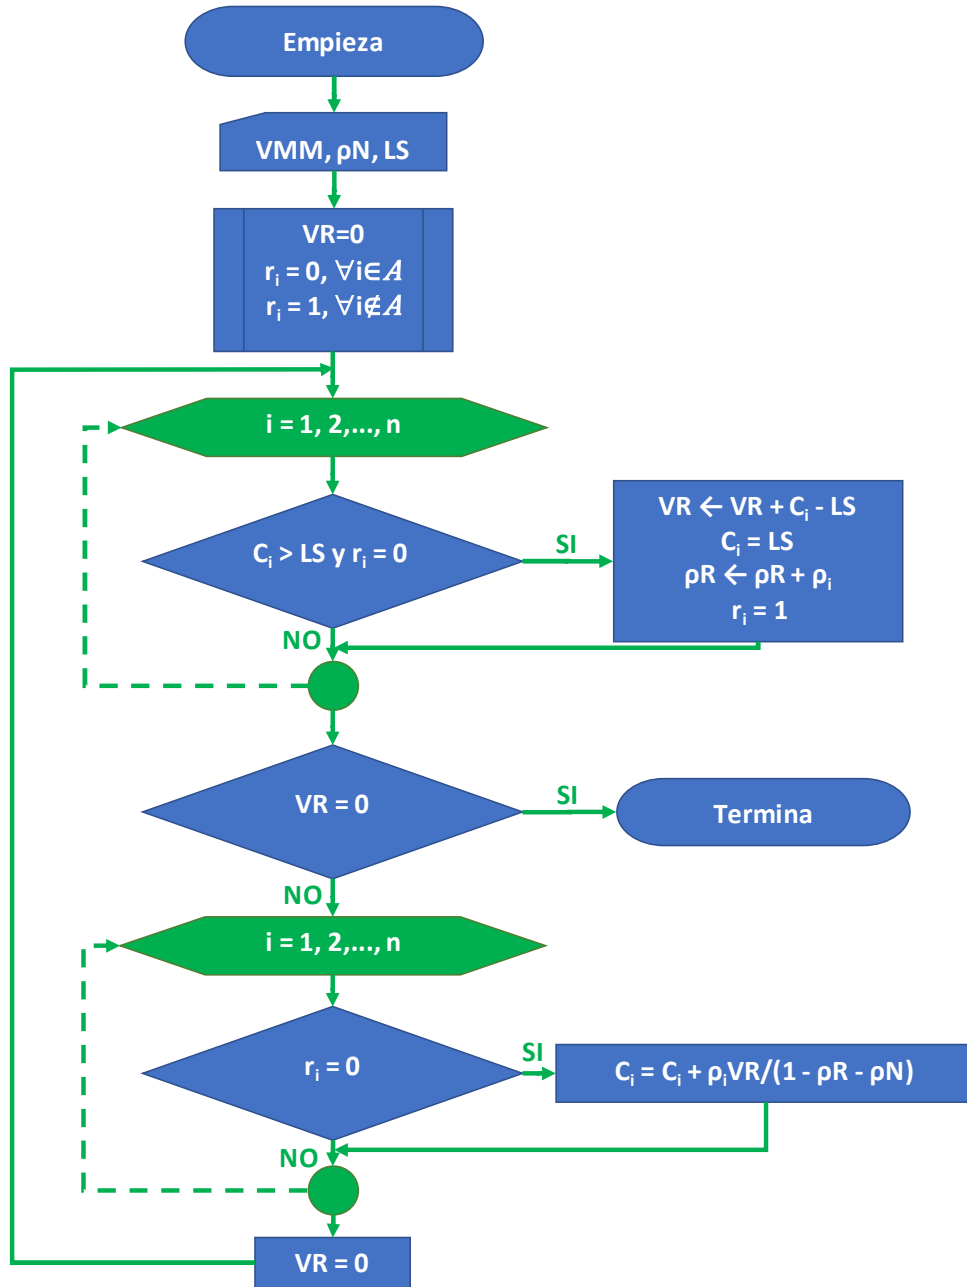 Empieza
VMM, ρN, LS
VR=0
rᵢ = 0, ∀i∈A
rᵢ = 1, ∀i∉A
i = 1, 2,..., n
Cᵢ > LS y rᵢ = 0
SI
VR ← VR + Cᵢ - LS
Cᵢ = LS
ρR ← ρR + ρᵢ
rᵢ = 1
NO
VR = 0
SI
Termina
NO
i = 1, 2,..., n
rᵢ = 0
SI
Cᵢ = Cᵢ + ρᵢVR/(1 - ρR - ρN)
NO
VR = 0